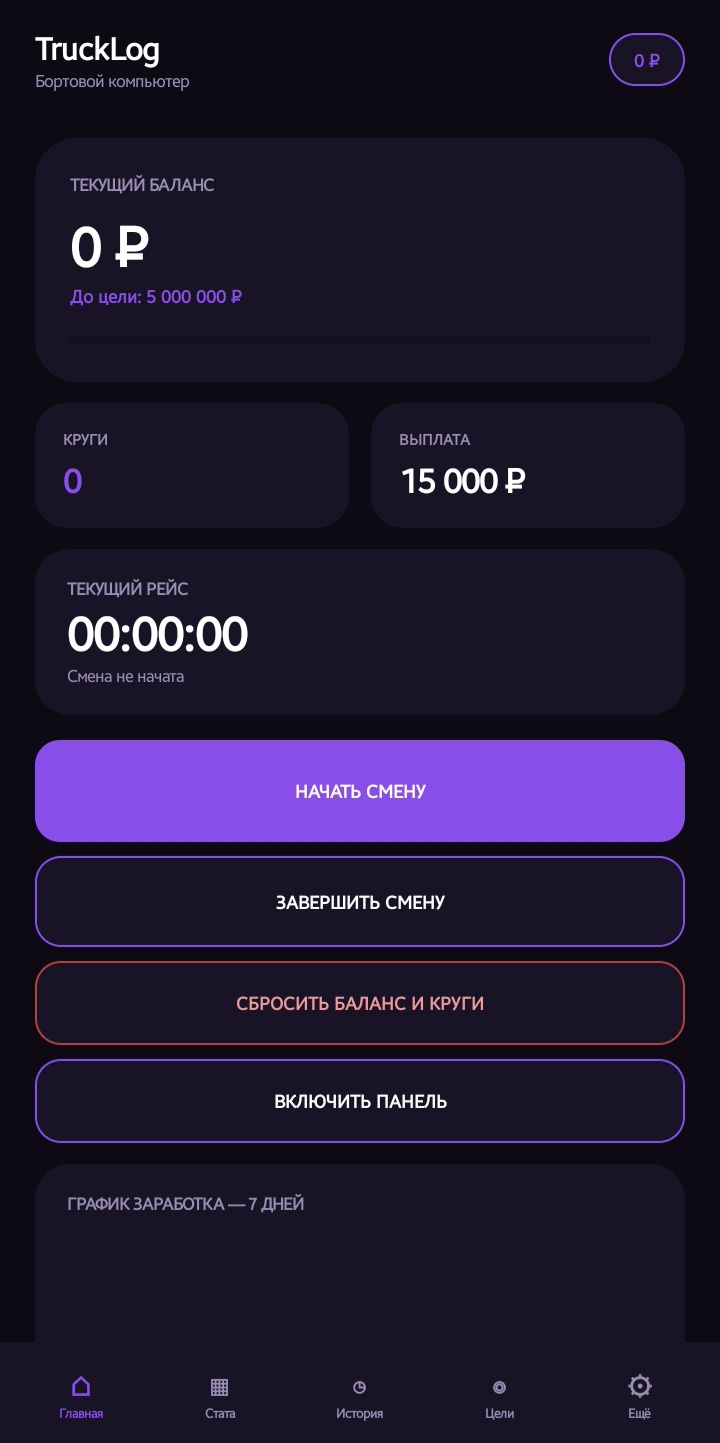 TruckLog
Бортовой компьютер
0 ₽
ТЕКУЩИЙ БАЛАНС
0 ₽
До цели: 5 000 000 ₽
КРУГИ
0
ВЫПЛАТА
15 000 ₽
ТЕКУЩИЙ РЕЙС
00:00:00
Смена не начата
НАЧАТЬ СМЕНУ
ЗАВЕРШИТЬ СМЕНУ
СБРОСИТЬ БАЛАНС И КРУГИ
ВКЛЮЧИТЬ ПАНЕЛЬ
ГРАФИК ЗАРАБОТКА — 7 ДНЕЙ
Главная
Стата
История
Цели
Ещё